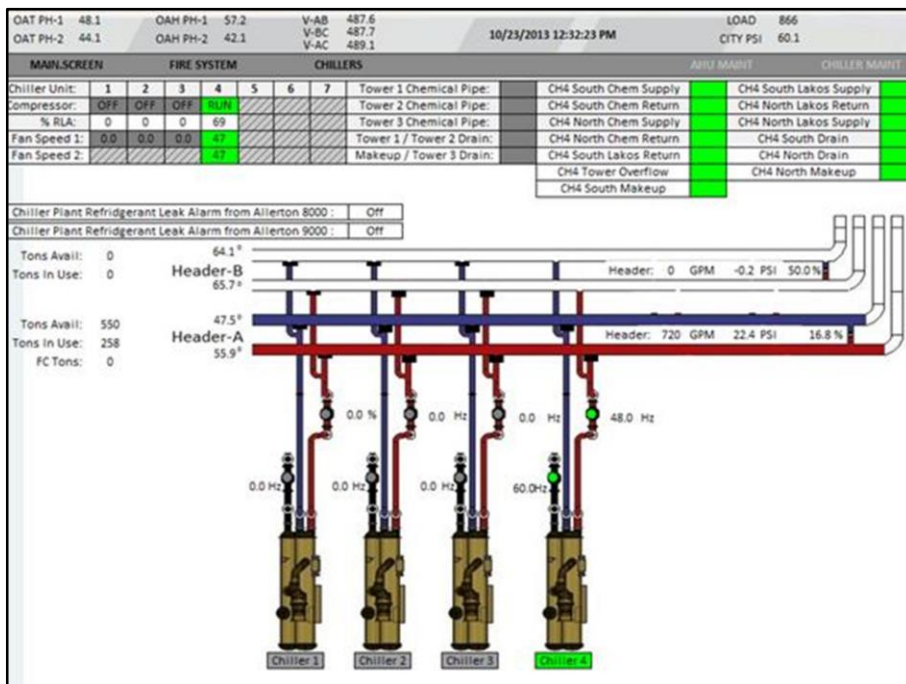 OAT PH-1 48.1 OAH PH-1 57.2 V-AB 487.6 LOAD 866
OAT PH-2 44.1 OAH PH-2 42.1 V-BC 487.7 10/23/2013 12:32:23 PM CITY PSI 60.1
V-AC 489.1
MAIN.SCREEN FIRE SYSTEM CHILLERS AHU MAINT CHILLER MAINT
Chiller Unit: 1 2 3 4 5 6 7 Tower 1 Chemical Pipe: CH4 South Chem Supply CH4 South Lakos Supply
Compressor: OFF OFF OFF RUN Tower 2 Chemical Pipe: CH4 South Chem Return CH4 North Lakos Return
% RLA: 0 0 0 69 Tower 3 Chemical Pipe: CH4 North Chem Supply CH4 North Lakos Supply
Fan Speed 1: 0.0 0.0 0.0 47 Tower 1 / Tower 2 Drain: CH4 North Chem Return CH4 South Drain
Fan Speed 2: 47 Makeup / Tower 3 Drain: CH4 South Lakos Return CH4 North Drain
CH4 Tower Overflow CH4 North Makeup
CH4 South Makeup
Chiller Plant Refridgerant Leak Alarm from Allerton 8000 : Off
Chiller Plant Refridgerant Leak Alarm from Allerton 9000 : Off
Tons Avail: 0 64.1°
Tons In Use: 0 Header-B Header: 0 GPM -0.2 PSI 50.0 %
65.7°
Tons Avail: 550 47.5°
Tons In Use: 258 Header-A Header: 720 GPM 22.4 PSI 16.8 %
FC Tons: 0 55.9°
0.0 % 0.0 Hz 0.0 Hz 48.0 Hz
0.0 Hz 0.0 Hz 0.0 Hz 60.0Hz
Chiller 1 Chiller 2 Chiller 3 Chiller 4